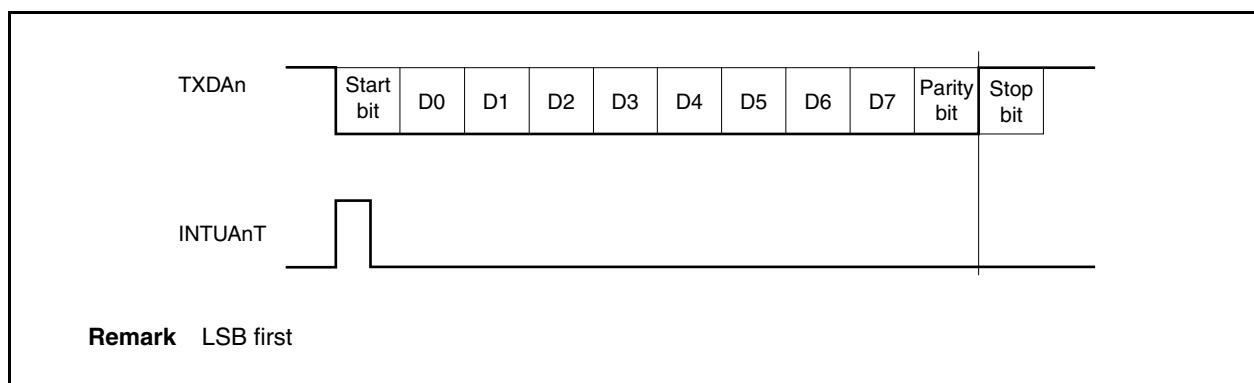 TXDAn
Start bit
D0
D1
D2
D3
D4
D5
D6
D7
Parity bit
Stop bit
INTUAnT
Remark LSB first